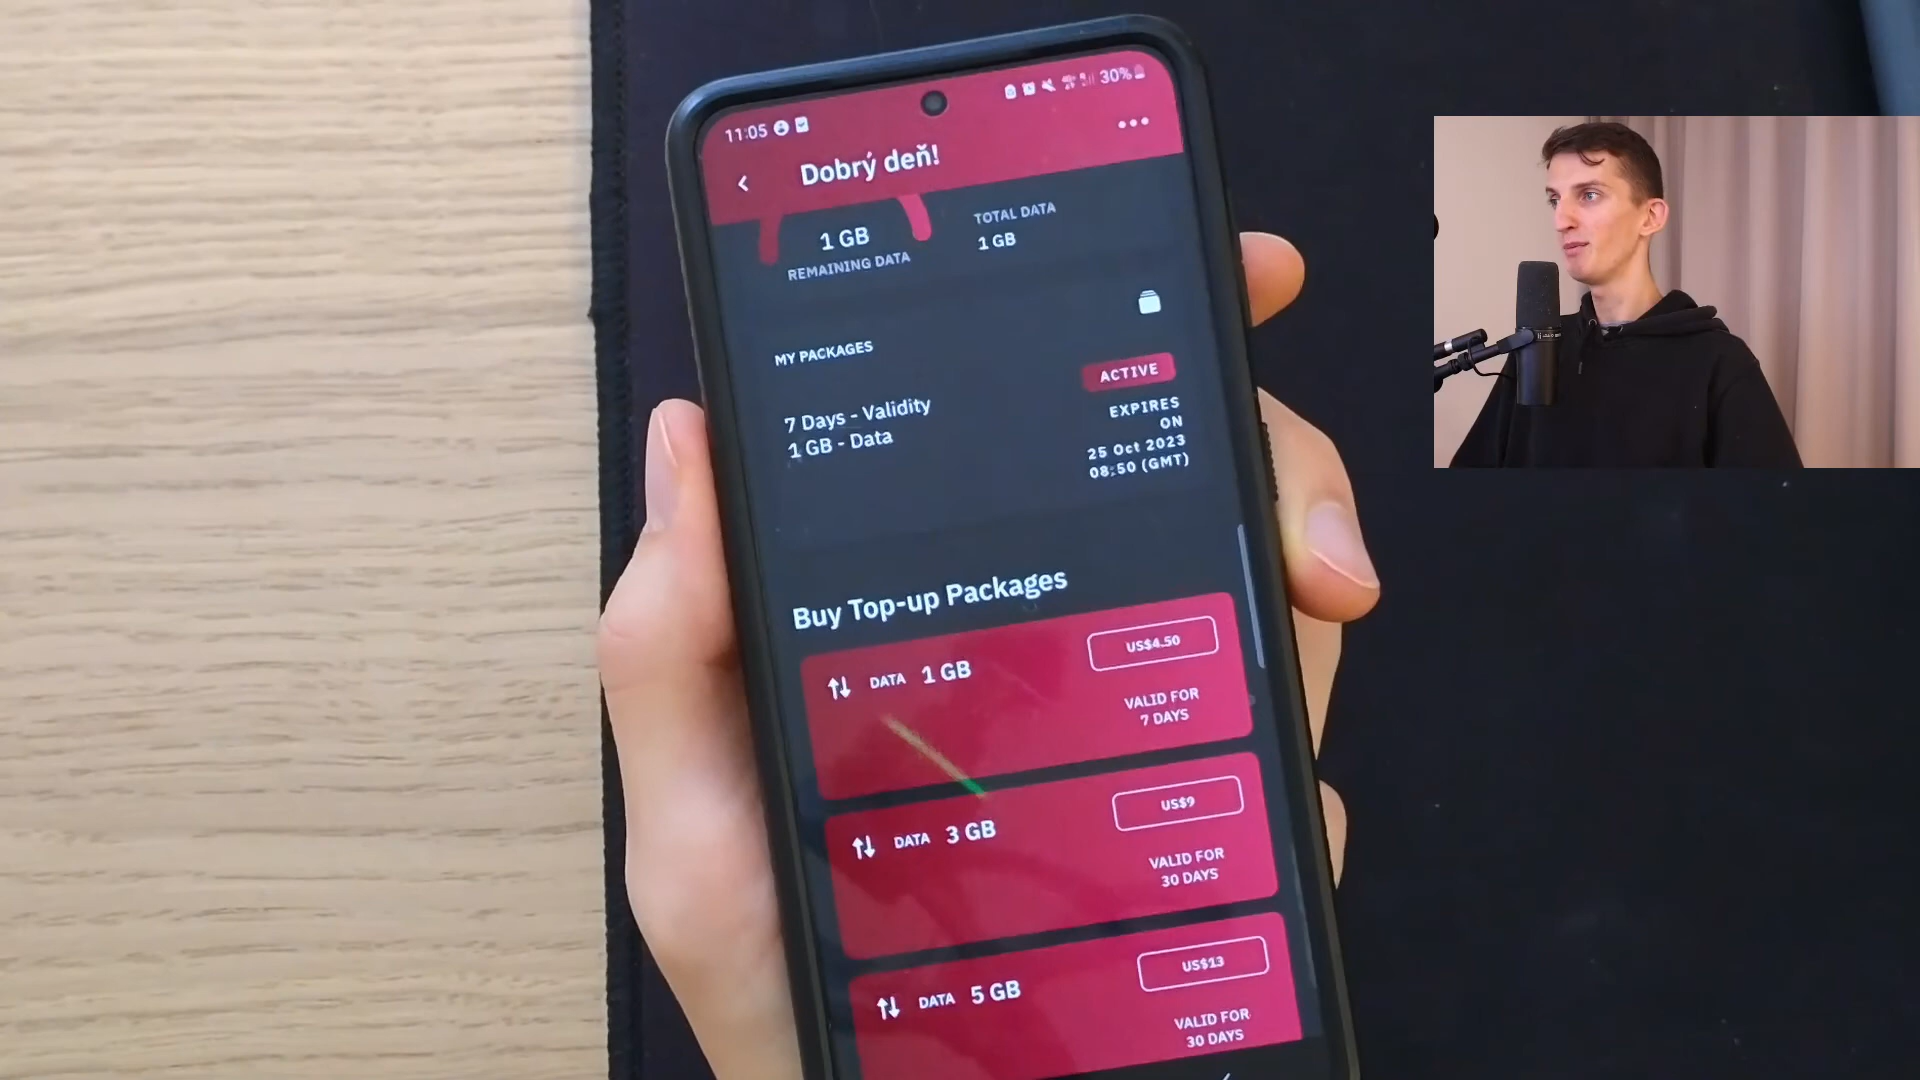 11:05
30%
Dobrý deň!
1 GB
REMAINING DATA
TOTAL DATA
1 GB
MY PACKAGES
ACTIVE
7 Days - Validity
1 GB - Data
EXPIRES
ON
25 Oct 2023
08:50 (GMT)
Buy Top-up Packages
DATA 1 GB
US$4.50
VALID FOR
7 DAYS
DATA 3 GB
US$9
VALID FOR
30 DAYS
DATA 5 GB
US$13
VALID FOR
30 DAYS